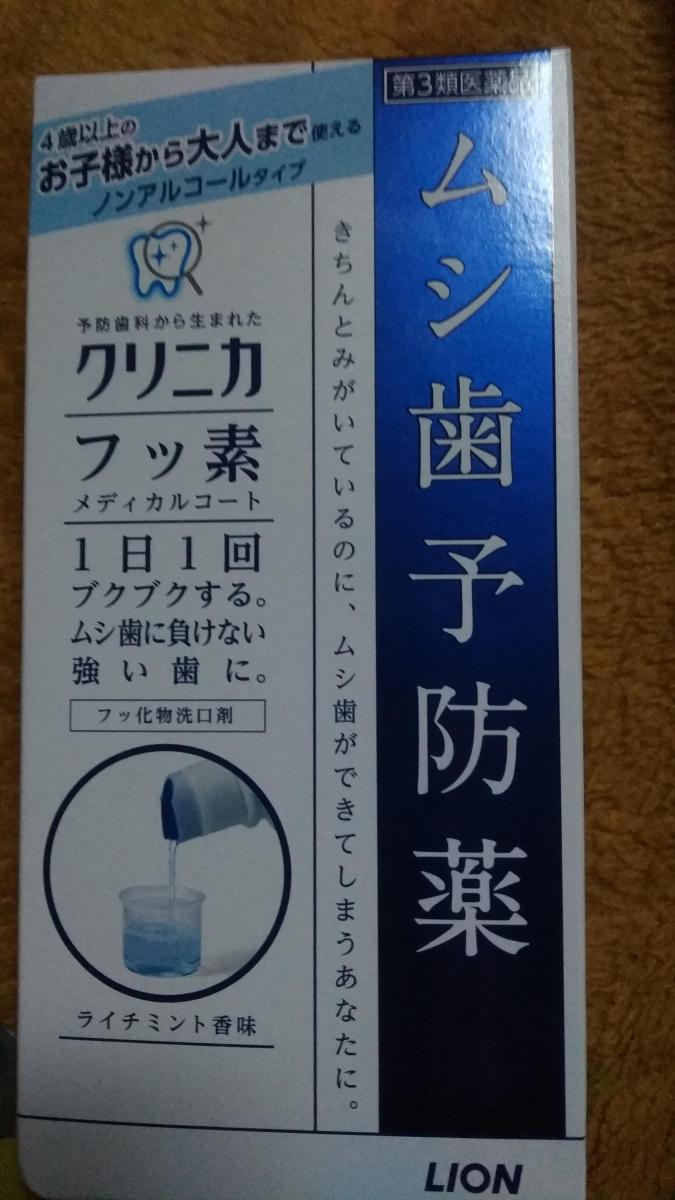 第3類医薬品
ムシ歯予防薬
きちんとみがいているのに、ムシ歯ができてしまうあなたに。
4歳以上の
お子様から大人まで使える
ノンアルコールタイプ
予防歯科から生まれた
クリニカ
フッ素
メディカルコート
1日1回
ブクブクする。
ムシ歯に負けない
強い歯に。
フッ化物洗口剤
ライチミント香味
LION